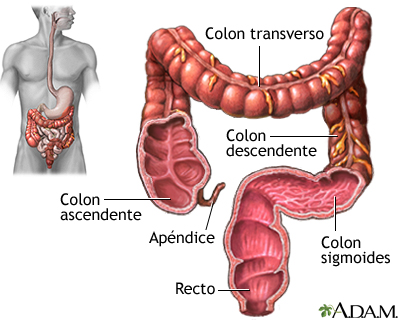 Colon transverso
Colon
descendente
Colon
ascendente
Apéndice
Colon
sigmoides
Recto
A.D.A.M.